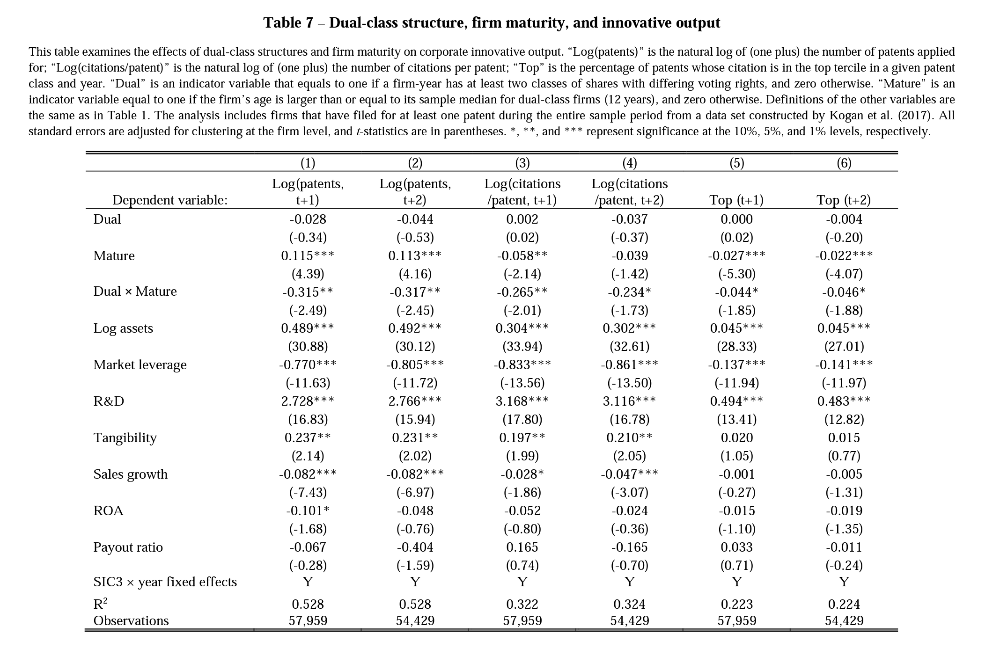 Table 7 – Dual-class structure, firm maturity, and innovative output
This table examines the effects of dual-class structures and firm maturity on corporate innovative output. “Log(patents)” is the natural log of (one plus) the number of patents applied
for; “Log(citations/patent)” is the natural log of (one plus) the number of citations per patent; “Top” is the percentage of patents whose citation is in the top tercile in a given patent
class and year. “Dual” is an indicator variable that equals to one if a firm-year has at least two classes of shares with differing voting rights, and zero otherwise. “Mature” is an
indicator variable equal to one if the firm’s age is larger than or equal to its sample median for dual-class firms (12 years), and zero otherwise. Definitions of the other variables are
the same as in Table 1. The analysis includes firms that have filed for at least one patent during the entire sample period from a data set constructed by Kogan et al. (2017). All
standard errors are adjusted for clustering at the firm level, and t-statistics are in parentheses. *, **, and *** represent significance at the 10%, 5%, and 1% levels, respectively.
(1) (2) (3) (4) (5) (6)
Log(patents, Log(patents, Log(citations Log(citations
Dependent variable: t+1) t+2) /patent, t+1) /patent, t+2) Top (t+1) Top (t+2)
Dual -0.028 -0.044 0.002 -0.037 0.000 -0.004
(-0.34) (-0.53) (0.02) (-0.37) (0.02) (-0.20)
Mature 0.115*** 0.113*** -0.058** -0.039 -0.027*** -0.022***
(4.39) (4.16) (-2.14) (-1.42) (-5.30) (-4.07)
Dual × Mature -0.315** -0.317** -0.265** -0.234* -0.044* -0.046*
(-2.49) (-2.45) (-2.01) (-1.73) (-1.85) (-1.88)
Log assets 0.489*** 0.492*** 0.304*** 0.302*** 0.045*** 0.045***
(30.88) (30.12) (33.94) (32.61) (28.33) (27.01)
Market leverage -0.770*** -0.805*** -0.833*** -0.861*** -0.137*** -0.141***
(-11.63) (-11.72) (-13.56) (-13.50) (-11.94) (-11.97)
R&D 2.728*** 2.766*** 3.168*** 3.116*** 0.494*** 0.483***
(16.83) (15.94) (17.80) (16.78) (13.41) (12.82)
Tangibility 0.237** 0.231** 0.197** 0.210** 0.020 0.015
(2.14) (2.02) (1.99) (2.05) (1.05) (0.77)
Sales growth -0.082*** -0.082*** -0.028* -0.047*** -0.001 -0.005
(-7.43) (-6.97) (-1.86) (-3.07) (-0.27) (-1.31)
ROA -0.101* -0.048 -0.052 -0.024 -0.015 -0.019
(-1.68) (-0.76) (-0.80) (-0.36) (-1.10) (-1.35)
Payout ratio -0.067 -0.404 0.165 -0.165 0.033 -0.011
(-0.28) (-1.59) (0.74) (-0.70) (0.71) (-0.24)
SIC3 × year fixed effects Y Y Y Y Y Y
R² 0.528 0.528 0.322 0.324 0.223 0.224
Observations 57,959 54,429 57,959 54,429 57,959 54,429